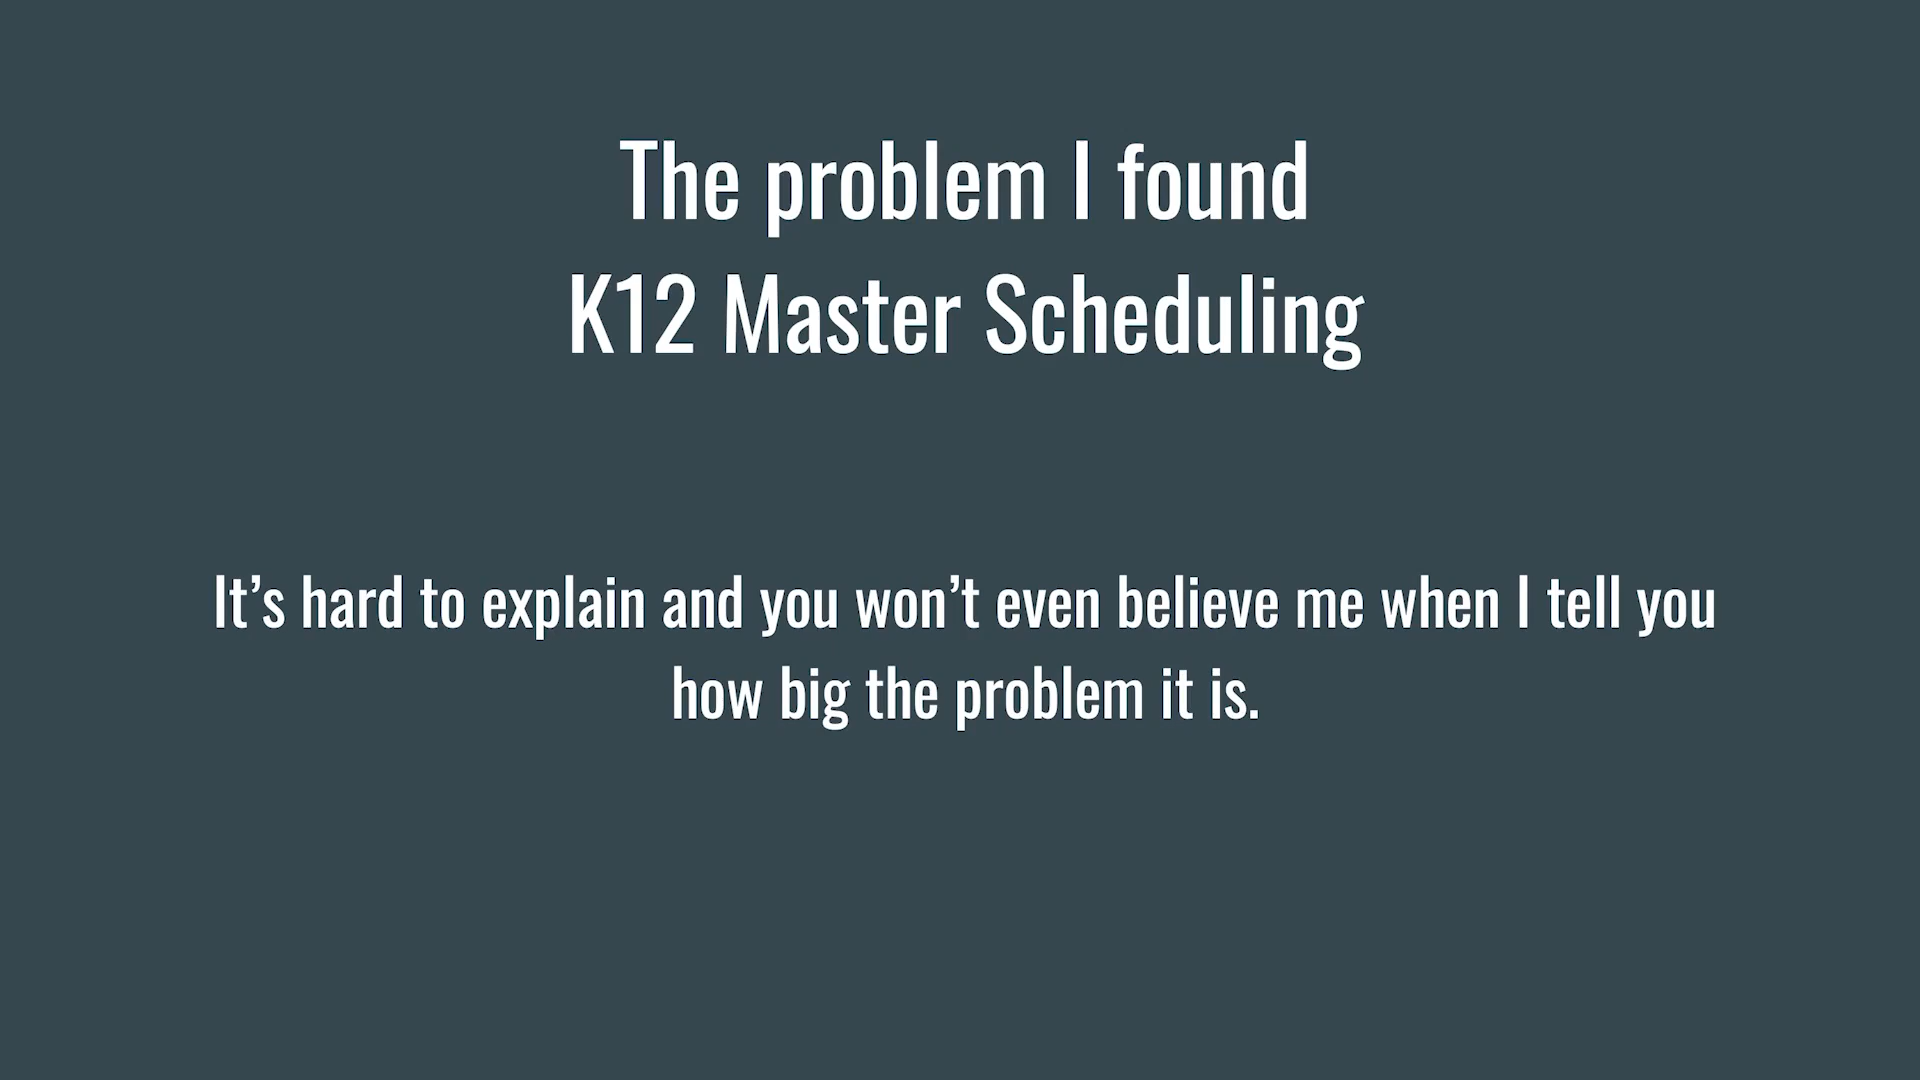 The problem I found
K12 Master Scheduling
It’s hard to explain and you won’t even believe me when I tell you
how big the problem it is.